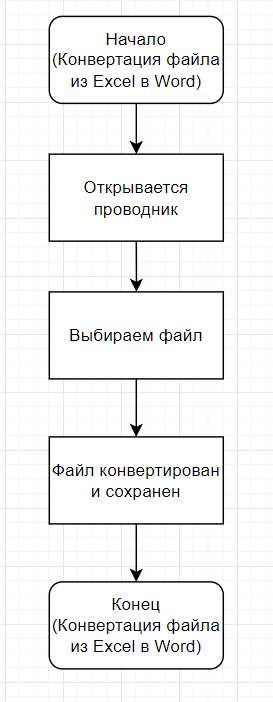 Начало
(Конвертация файла
из Excel в Word)
Открывается
проводник
Выбираем файл
Файл конвертирован
и сохранен
Конец
(Конвертация файла
из Excel в Word)